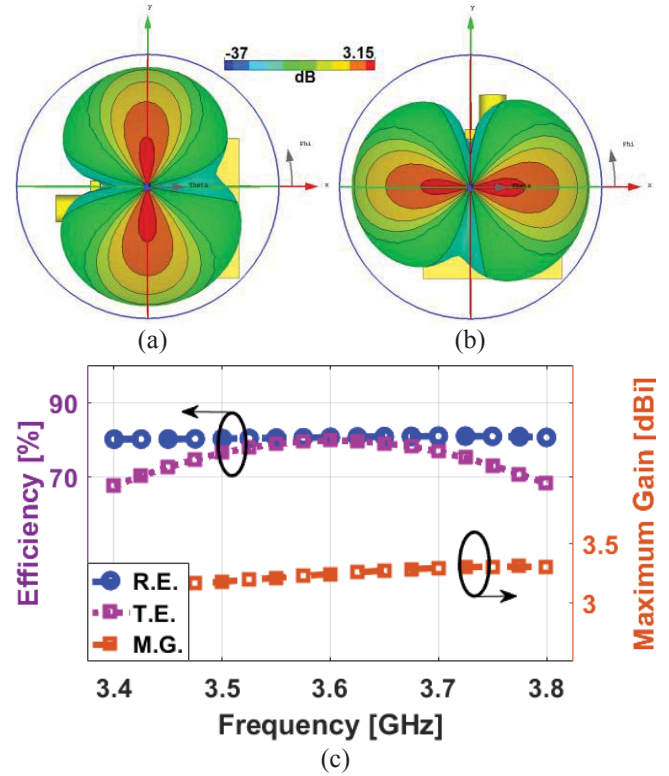 y
y
-37 3.15
dB
Phi
Theta
x
Phi
Theta
x
(a)
(b)
Efficiency [%]
90
70
Maximum Gain [dBi]
3.5
3
R.E.
T.E.
M.G.
3.4 3.5 3.6 3.7 3.8
Frequency [GHz]
(c)